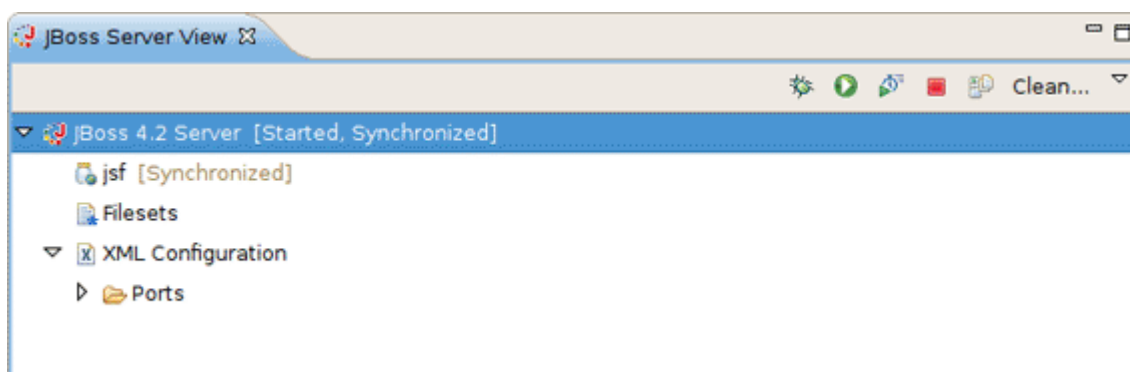 JBoss Server View
Clean...
JBoss 4.2 Server [Started, Synchronized]
jsf [Synchronized]
Filesets
XML Configuration
Ports